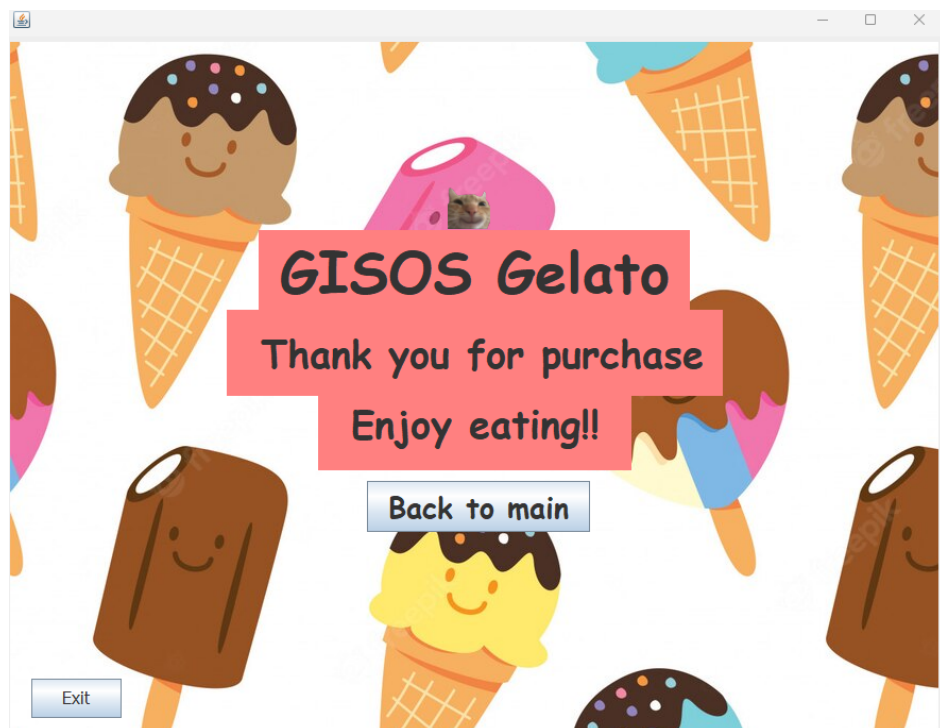 GISOS Gelato
Thank you for purchase
Enjoy eating!!
Back to main
Exit